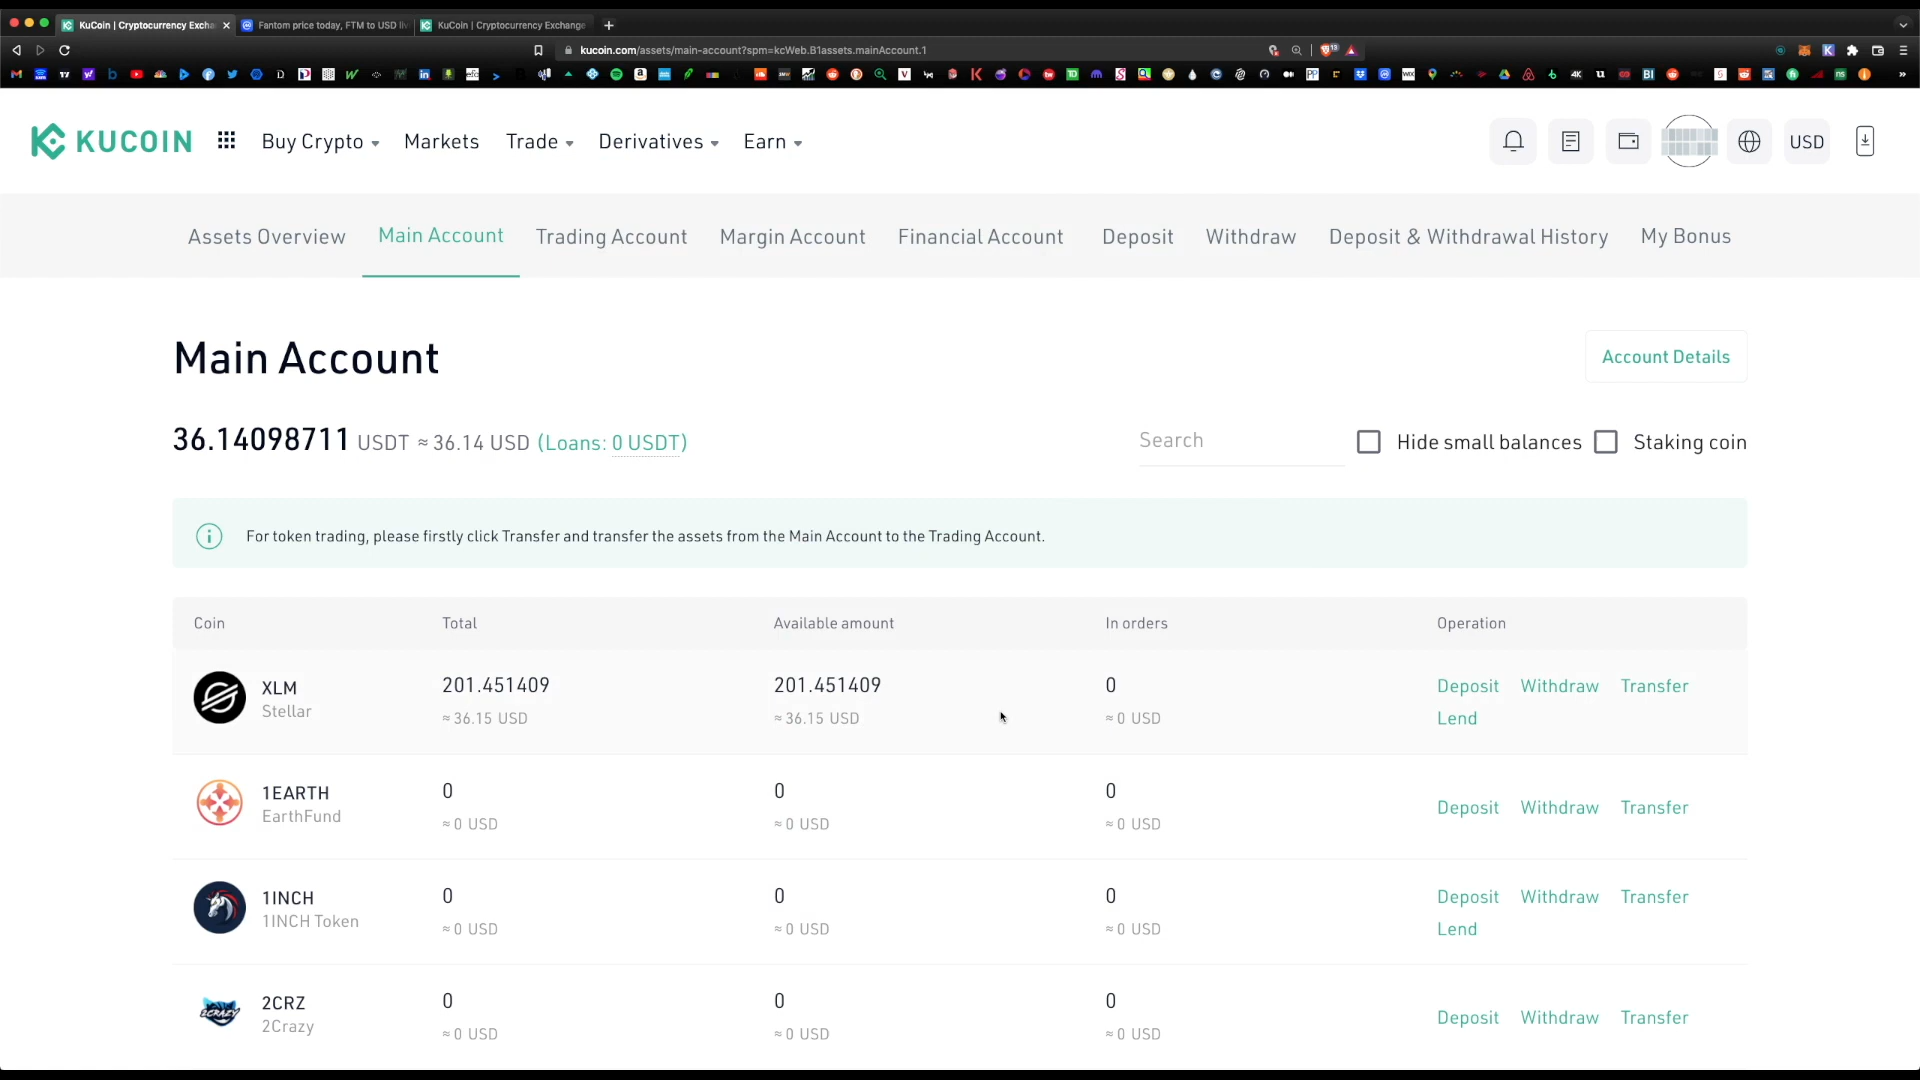 KuCoin | Cryptocurrency Excha
Fantom price today, FTM to USD li
KuCoin | Cryptocurrency Exchange
kucoin.com/assets/main-account?spm=kcWeb.B1assets.mainAccount.1
KUCOIN
Buy Crypto
Markets
Trade
Derivatives
Earn
USD
Assets Overview
Main Account
Trading Account
Margin Account
Financial Account
Deposit
Withdraw
Deposit & Withdrawal History
My Bonus
Main Account
Account Details
36.14098711 USDT ≈ 36.14 USD (Loans: 0 USDT)
Search
Hide small balances
Staking coin
For token trading, please firstly click Transfer and transfer the assets from the Main Account to the Trading Account.
Coin Total Available amount In orders Operation
XLM 201.451409 201.451409 0 Deposit Withdraw Transfer
Stellar ≈ 36.15 USD ≈ 36.15 USD ≈ 0 USD Lend
1EARTH 0 0 0 Deposit Withdraw Transfer
EarthFund ≈ 0 USD ≈ 0 USD ≈ 0 USD
1INCH 0 0 0 Deposit Withdraw Transfer
1INCH Token ≈ 0 USD ≈ 0 USD ≈ 0 USD Lend
2CRZ 0 0 0 Deposit Withdraw Transfer
2Crazy ≈ 0 USD ≈ 0 USD ≈ 0 USD